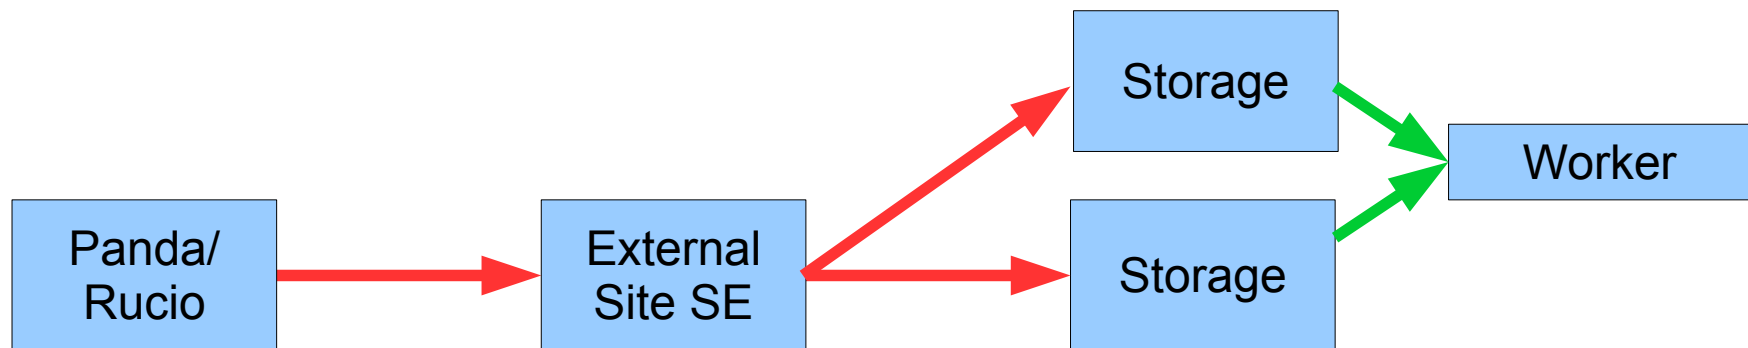 Panda/
Rucio
External
Site SE
Storage
Storage
Worker